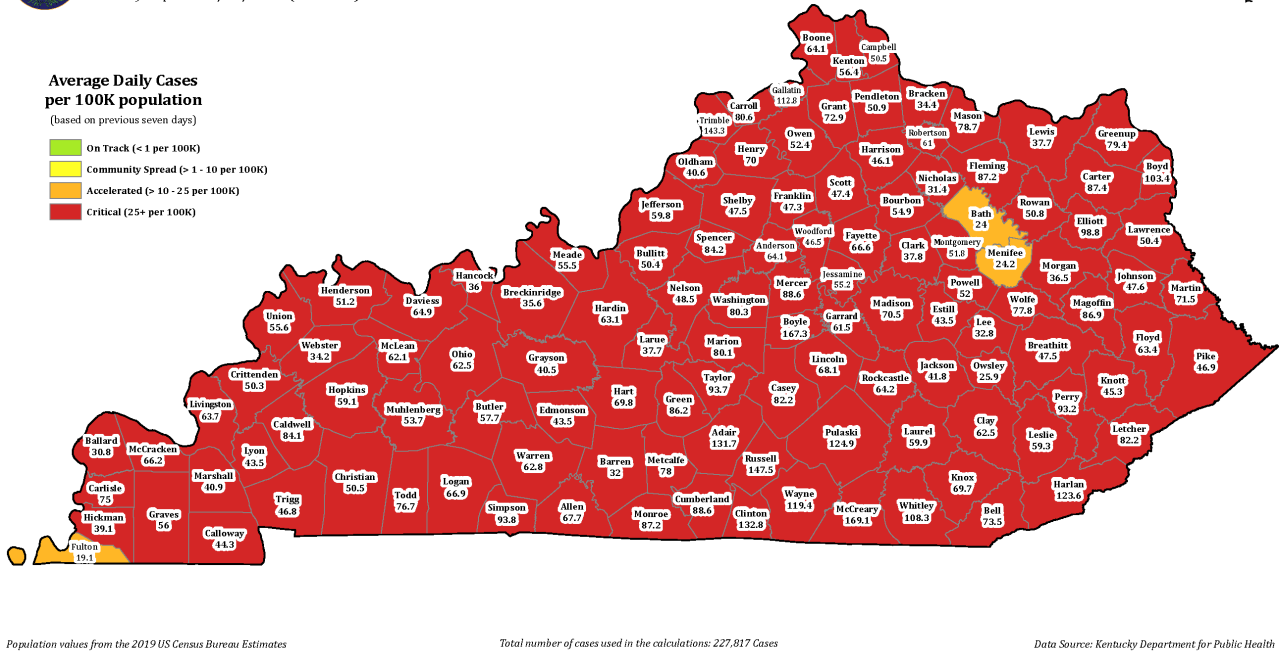 Average Daily Cases
per 100K population
(based on previous seven days)
On Track (< 1 per 100K)
Community Spread (> 1 - 10 per 100K)
Accelerated (> 10 - 25 per 100K)
Critical (25+ per 100K)
Boone
64.1
Campbell
50.5
Kenton
56.4
Gallatin
112.8
Carroll
80.6
Trimble
143.3
Grant
72.9
Pendleton
50.9
Bracken
34.4
Mason
78.7
Robertson
61
Lewis
37.7
Greenup
79.4
Boyd
103.4
Owen
52.4
Henry
70
Oldham
40.6
Harrison
46.1
Nicholas
31.4
Fleming
87.2
Carter
87.4
Jefferson
59.8
Shelby
47.5
Franklin
47.3
Scott
47.4
Bourbon
54.9
Bath
24
Rowan
50.8
Elliott
98.8
Lawrence
50.4
Meade
55.5
Bullitt
50.4
Spencer
84.2
Anderson
64.1
Woodford
46.5
Fayette
66.6
Clark
37.8
Montgomery
51.8
Menifee
24.2
Morgan
36.5
Johnson
47.6
Martin
71.5
Hancock
36
Breckinridge
35.6
Henderson
51.2
Daviess
64.9
Union
55.6
Hardin
63.1
Nelson
48.5
Washington
80.3
Mercer
88.6
Jessamine
55.2
Boyle
167.3
Garrard
61.5
Madison
70.5
Estill
43.5
Powell
52
Lee
32.8
Wolfe
77.8
Magoffin
86.9
Floyd
63.4
Pike
46.9
Webster
34.2
McLean
62.1
Ohio
62.5
Grayson
40.5
Larue
37.7
Marion
80.1
Lincoln
68.1
Rockcastle
64.2
Jackson
41.8
Owsley
25.9
Breathitt
47.5
Knott
45.3
Crittenden
50.3
Hopkins
59.1
Muhlenberg
53.7
Butler
57.7
Edmonson
43.5
Hart
69.8
Green
86.2
Taylor
93.7
Casey
82.2
Perry
93.2
Letcher
82.2
Livingston
63.7
Caldwell
84.1
Lyon
43.5
Warren
62.8
Barren
32
Metcalfe
78
Adair
131.7
Russell
147.5
Pulaski
124.9
Laurel
59.9
Clay
62.5
Leslie
59.3
Harlan
123.6
Ballard
30.8
McCracken
66.2
Marshall
40.9
Carlisle
75
Hickman
39.1
Graves
56
Calloway
44.3
Fulton
19.1
Trigg
46.8
Christian
50.5
Todd
76.7
Logan
66.9
Simpson
93.8
Allen
67.7
Monroe
87.2
Cumberland
88.6
Clinton
132.8
Wayne
119.4
McCreary
169.1
Whitley
108.3
Knox
69.7
Bell
73.5
Population values from the 2019 US Census Bureau Estimates
Total number of cases used in the calculations: 227,817 Cases
Data Source: Kentucky Department for Public Health